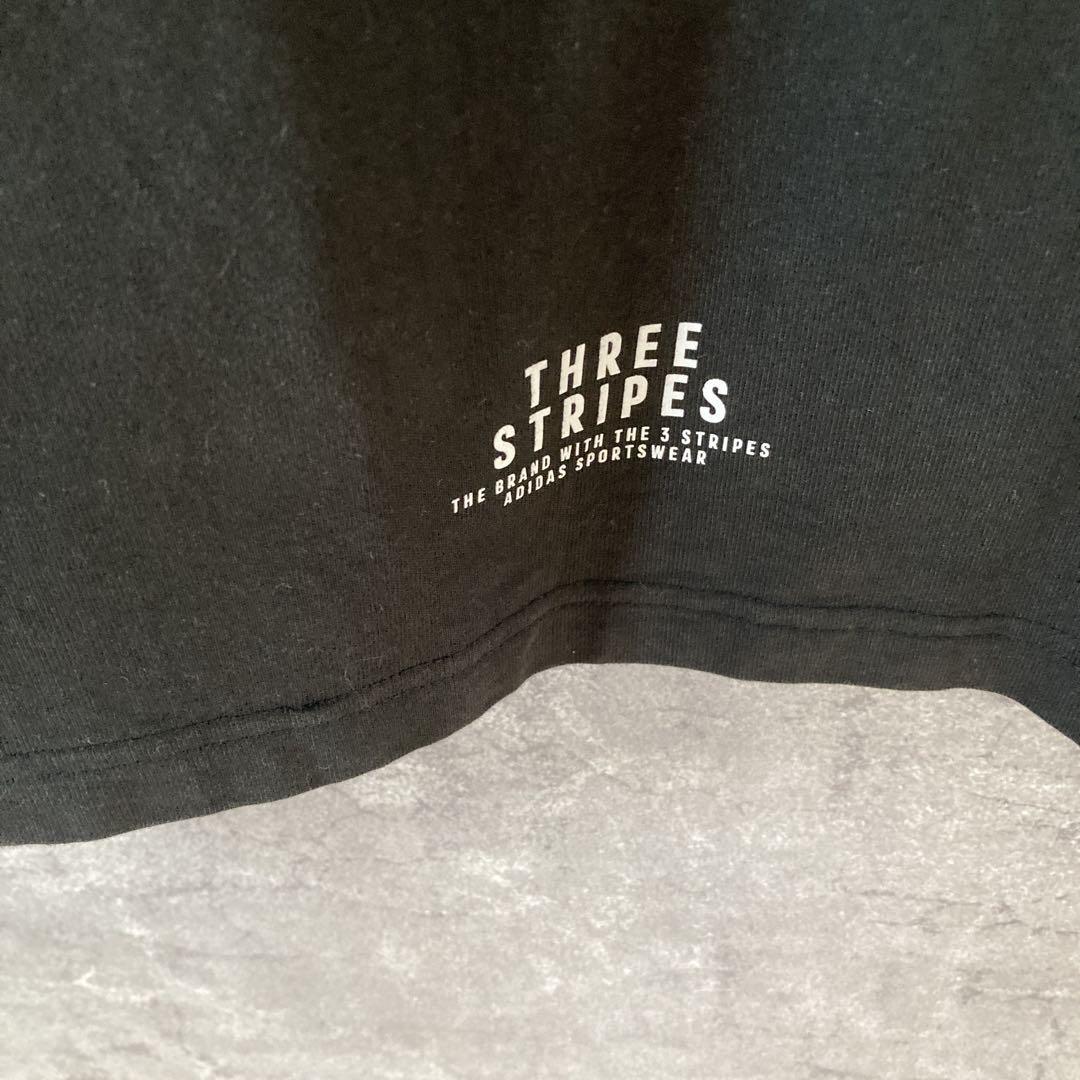 THREE
STRIPES
THE BRAND WITH THE 3 STRIPES
ADIDAS SPORTSWEAR